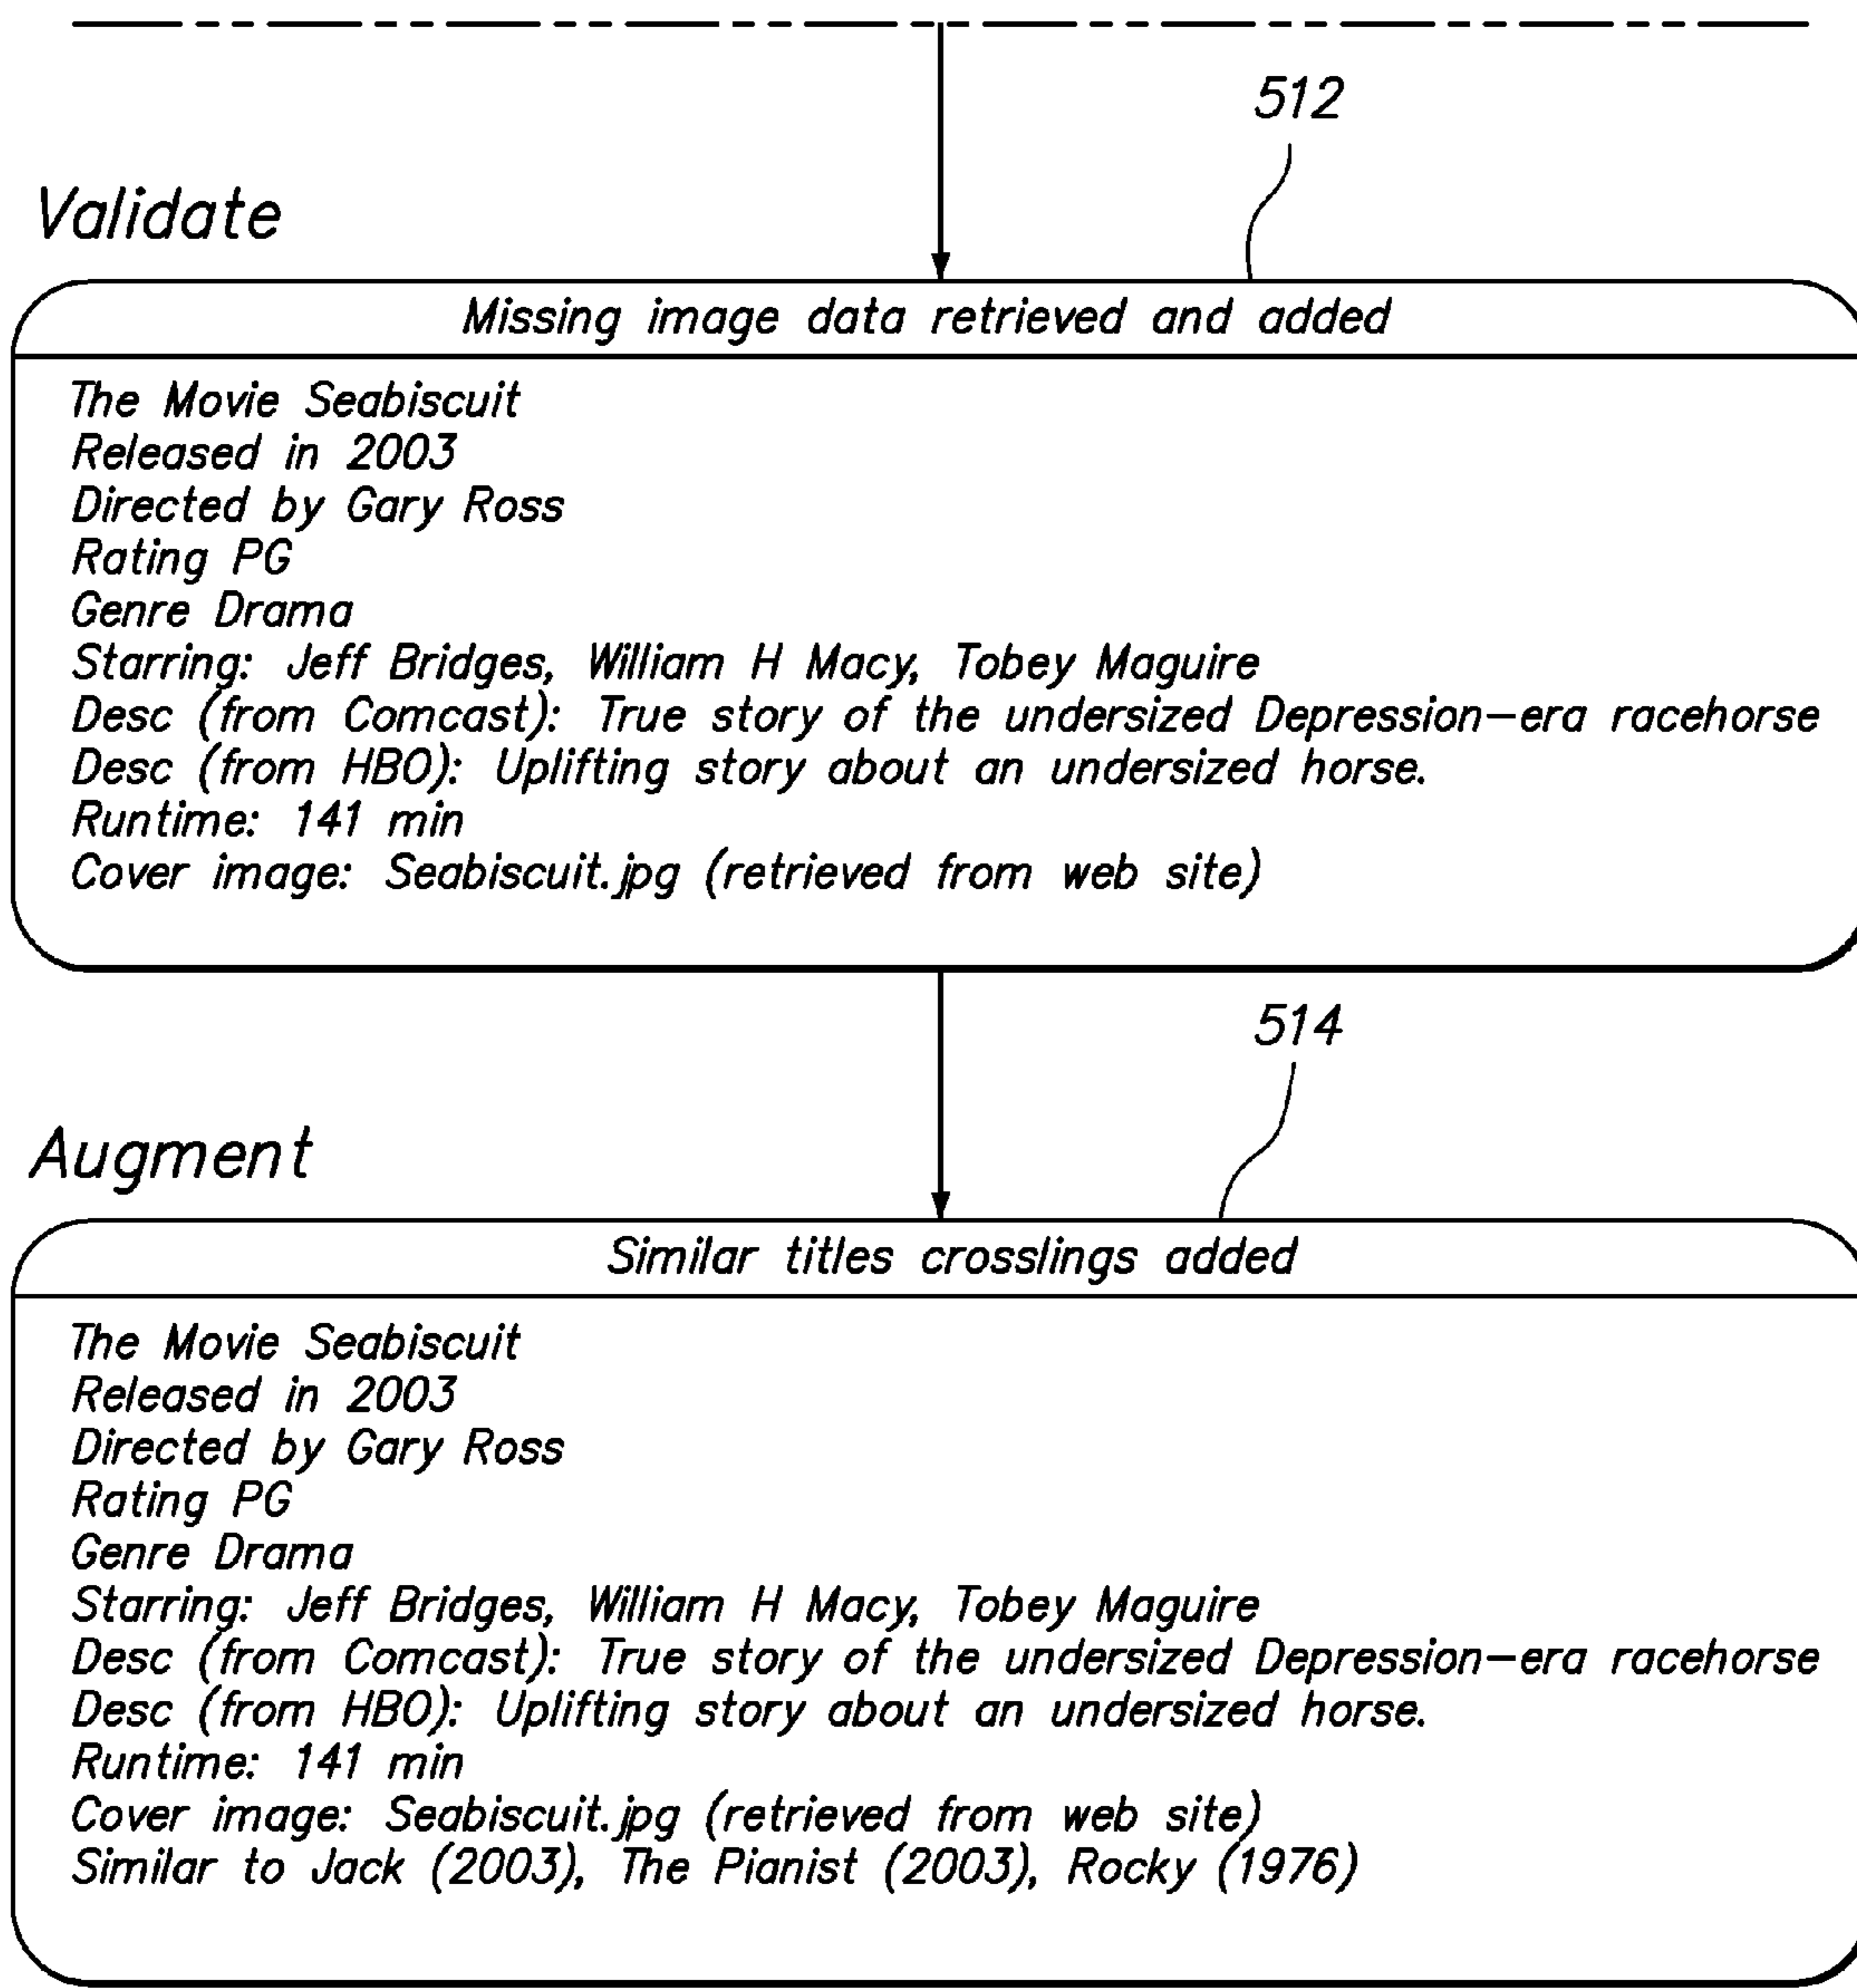 512
Validate
Missing image data retrieved and added
The Movie Seabiscuit
Released in 2003
Directed by Gary Ross
Rating PG
Genre Drama
Starring: Jeff Bridges, William H Macy, Tobey Maguire
Desc (from Comcast): True story of the undersized Depression-era racehorse
Desc (from HBO): Uplifting story about an undersized horse.
Runtime: 141 min
Cover image: Seabiscuit.jpg (retrieved from web site)
514
Augment
Similar titles crosslings added
The Movie Seabiscuit
Released in 2003
Directed by Gary Ross
Rating PG
Genre Drama
Starring: Jeff Bridges, William H Macy, Tobey Maguire
Desc (from Comcast): True story of the undersized Depression-era racehorse
Desc (from HBO): Uplifting story about an undersized horse.
Runtime: 141 min
Cover image: Seabiscuit.jpg (retrieved from web site)
Similar to Jack (2003), The Pianist (2003), Rocky (1976)